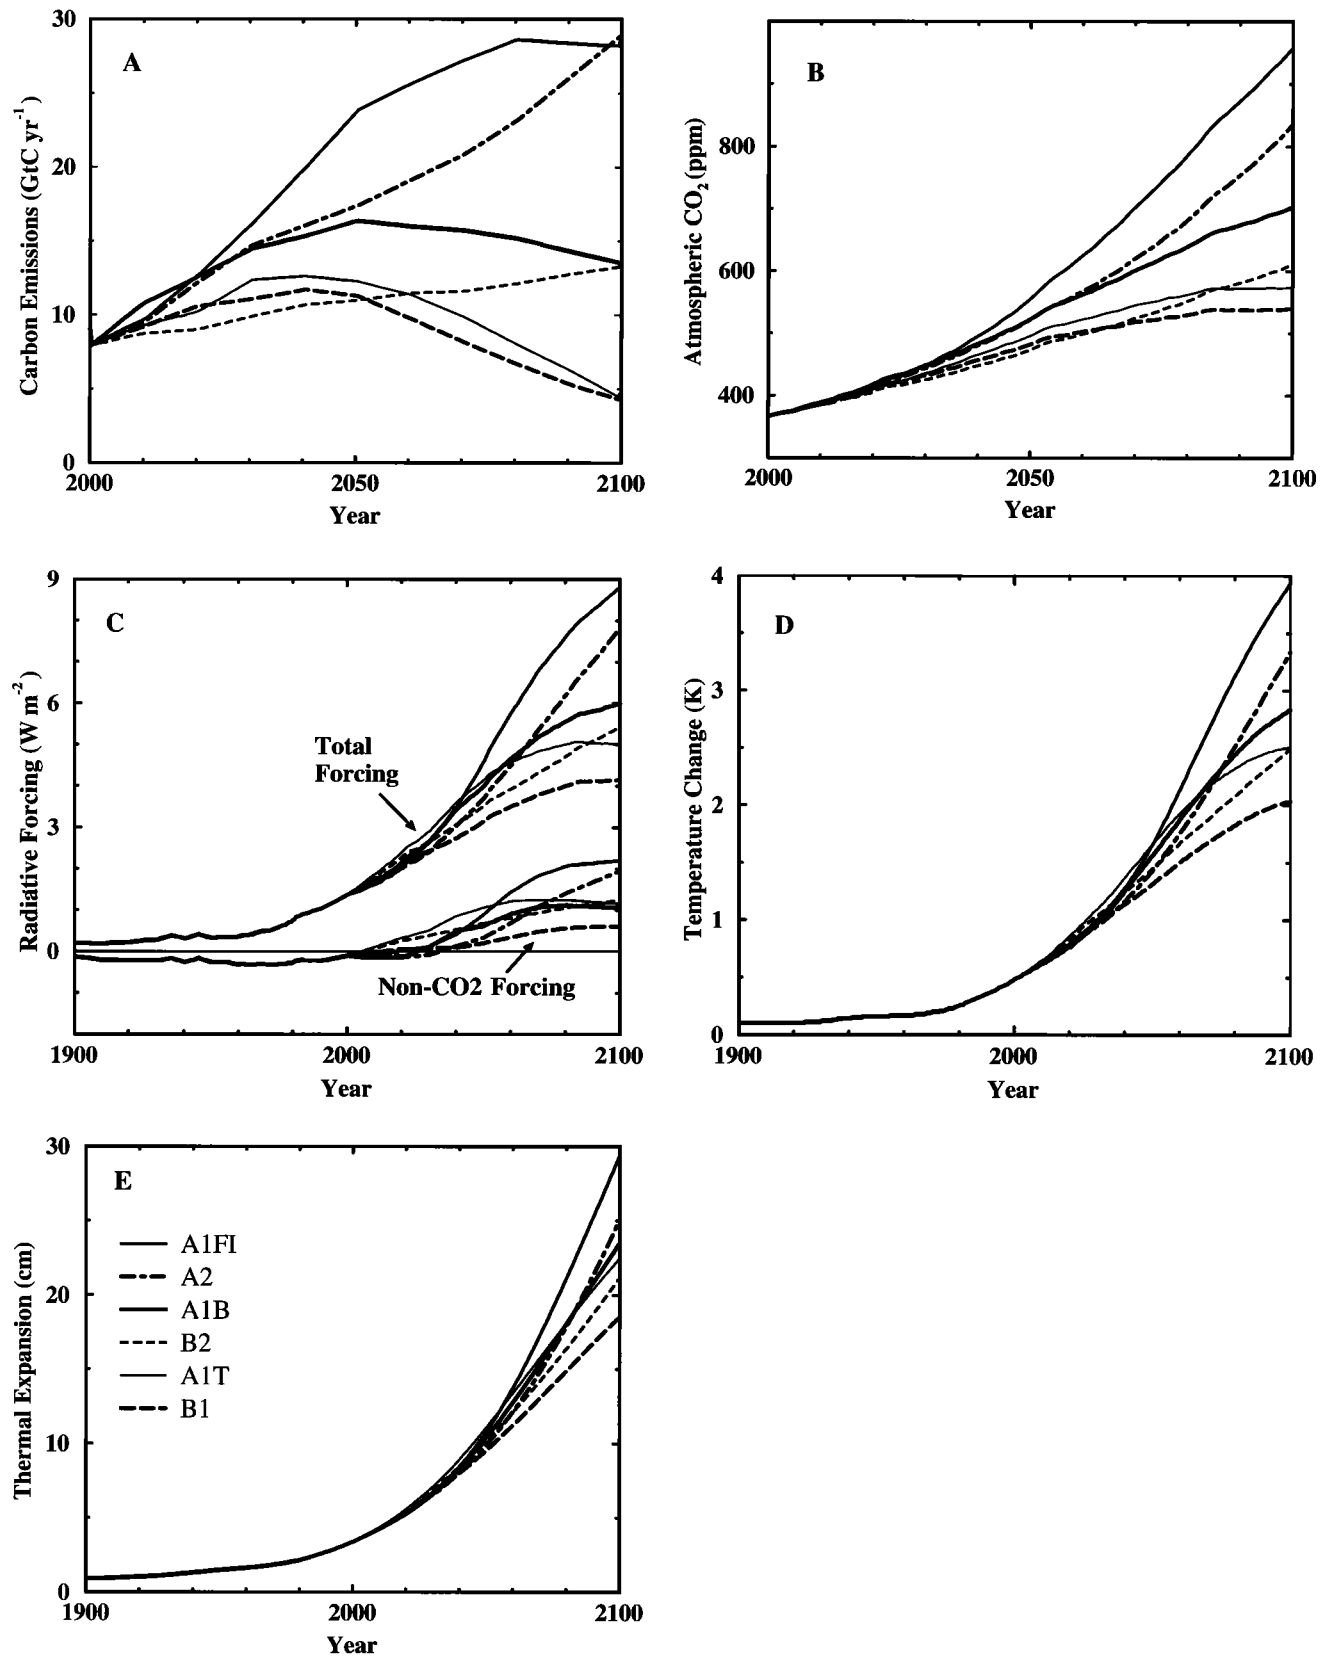 A
Carbon Emissions (GtC yr-1)
30
20
10
0
2000
2050
2100
Year
B
Atmospheric CO2 (ppm)
800
600
400
2000
2050
2100
Year
C
Radiative Forcing (W m-2)
9
6
3
0
Total
Forcing
Non-CO2 Forcing
1900
2000
2100
Year
D
Temperature Change (K)
4
3
2
1
0
1900
2000
2100
Year
E
Thermal Expansion (cm)
30
20
10
0
A1FI
A2
A1B
B2
A1T
B1
1900
2000
2100
Year